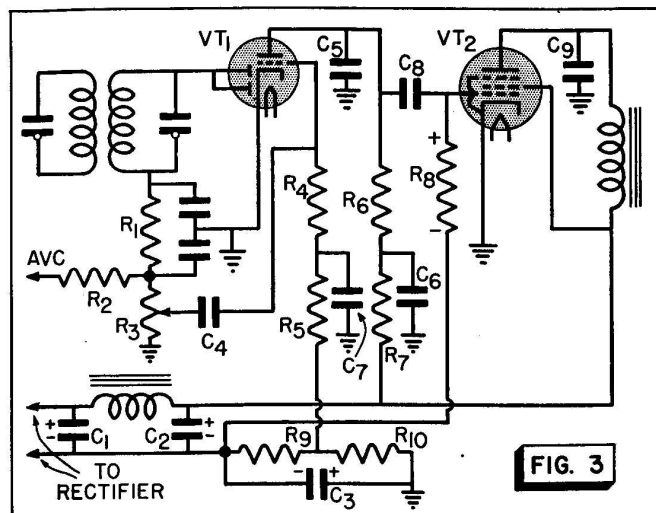 VT1
VT2
C5
C8
C9
R8
+
-
R4
R6
R1
AVC
R2
R3
C4
R5
C7
C6
R7
+
-
C1
C2
+
-
R9
R10
-
+
C3
TO
RECTIFIER
FIG. 3